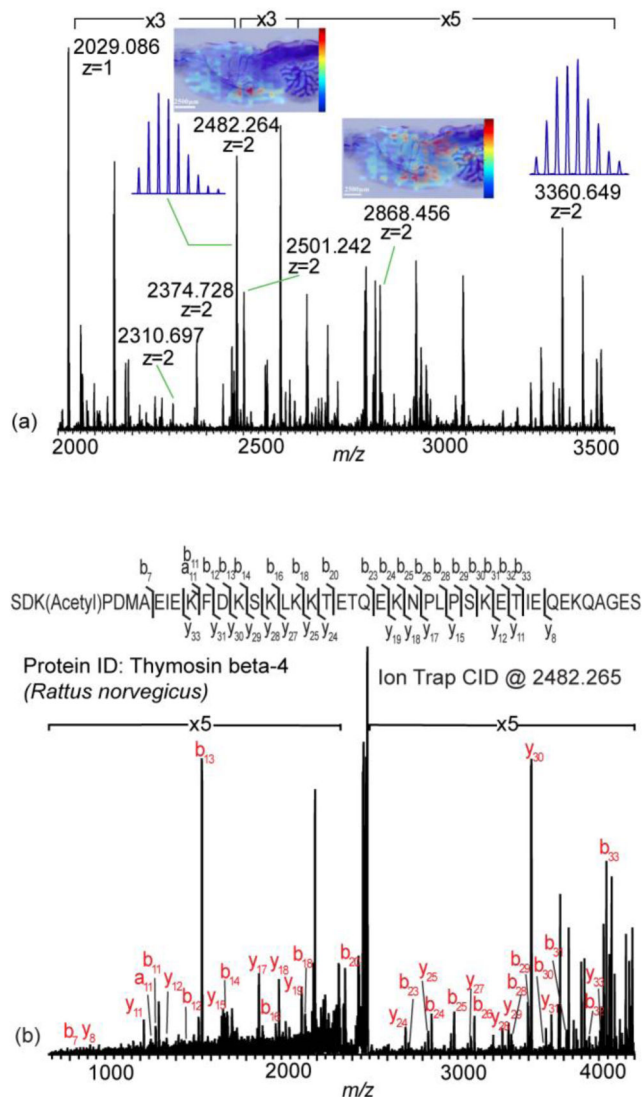 x3 x3 x5
2029.086
z=1
2500μm
2482.264
z=2
2500μm
2868.456
z=2
3360.649
z=2
2501.242
z=2
2374.728
z=2
2310.697
z=2
(a)
2000 2500 3000 3500
m/z
b11
b7 a11 b12 b13 b14 b16 b18 b20 b23 b24 b25 b26 b28 b30 b31 b32 b33
SDK(Acetyl)PDMAEIEKFDKSKLKKTETQEKNPLPSKETIEQEKQAGES
y33 y31 y30 y29 y28 y27 y25 y24 y19 y18 y17 y15 y12 y11 y8
Protein ID: Thymosin beta-4
(Rattus norvegicus)
Ion Trap CID @ 2482.265
x5 x5
b13 y30
b33
b11 a11 y12 b14 y17 y18 b18 b20 y25 y27 b29 b31 y33
y11 b12 y15 b16 y19 b23 y24 b24 b25 b26 y28 y29 b28 b30 y31
b7 y8
(b)
1000 2000 3000 4000
m/z